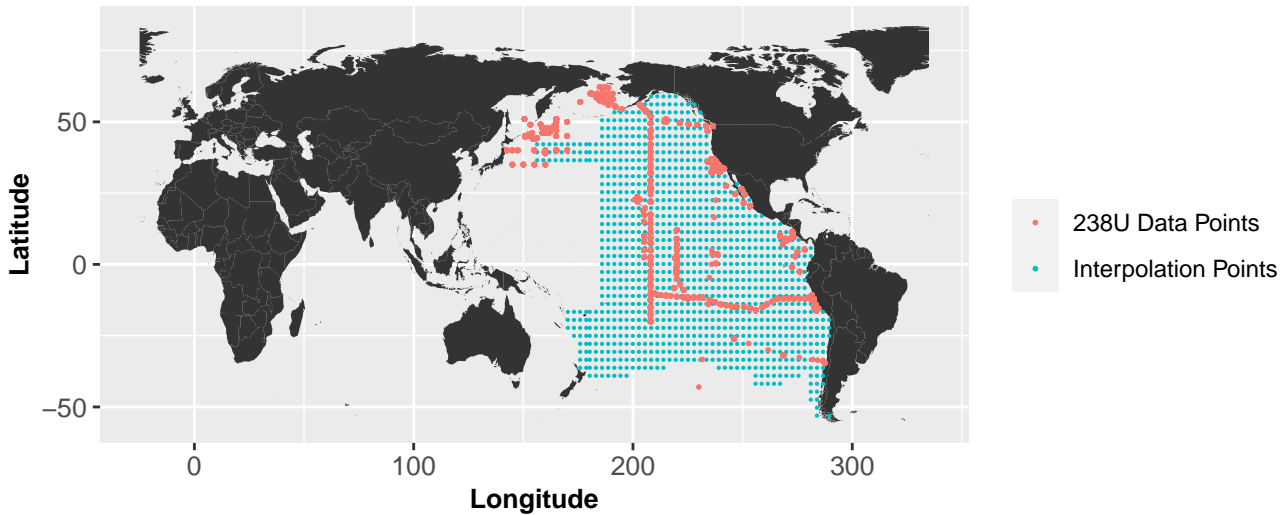 50
0
−50
Latitude
0
100
200
300
Longitude
238U Data Points
Interpolation Points